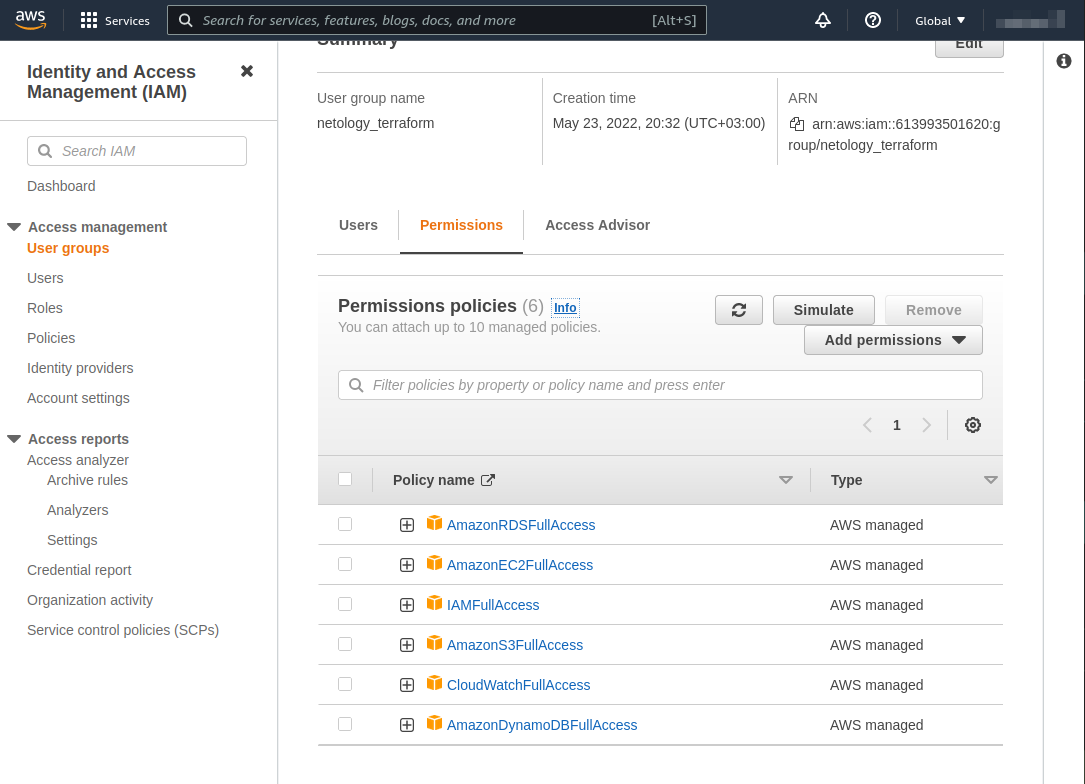 aws
Services
Search for services, features, blogs, docs, and more
[Alt+S]
Global
Identity and Access
Management (IAM)
Search IAM
Dashboard
Access management
User groups
Users
Roles
Policies
Identity providers
Account settings
Access reports
Access analyzer
Archive rules
Analyzers
Settings
Credential report
Organization activity
Service control policies (SCPs)
Summary
Edit
User group name
netology_terraform
Creation time
May 23, 2022, 20:32 (UTC+03:00)
ARN
arn:aws:iam::613993501620:g
roup/netology_terraform
Users
Permissions
Access Advisor
Permissions policies (6) Info
You can attach up to 10 managed policies.
Simulate
Remove
Add permissions
Filter policies by property or policy name and press enter
1
Policy name
Type
AmazonRDSFullAccess AWS managed
AmazonEC2FullAccess AWS managed
IAMFullAccess AWS managed
AmazonS3FullAccess AWS managed
CloudWatchFullAccess AWS managed
AmazonDynamoDBFullAccess AWS managed